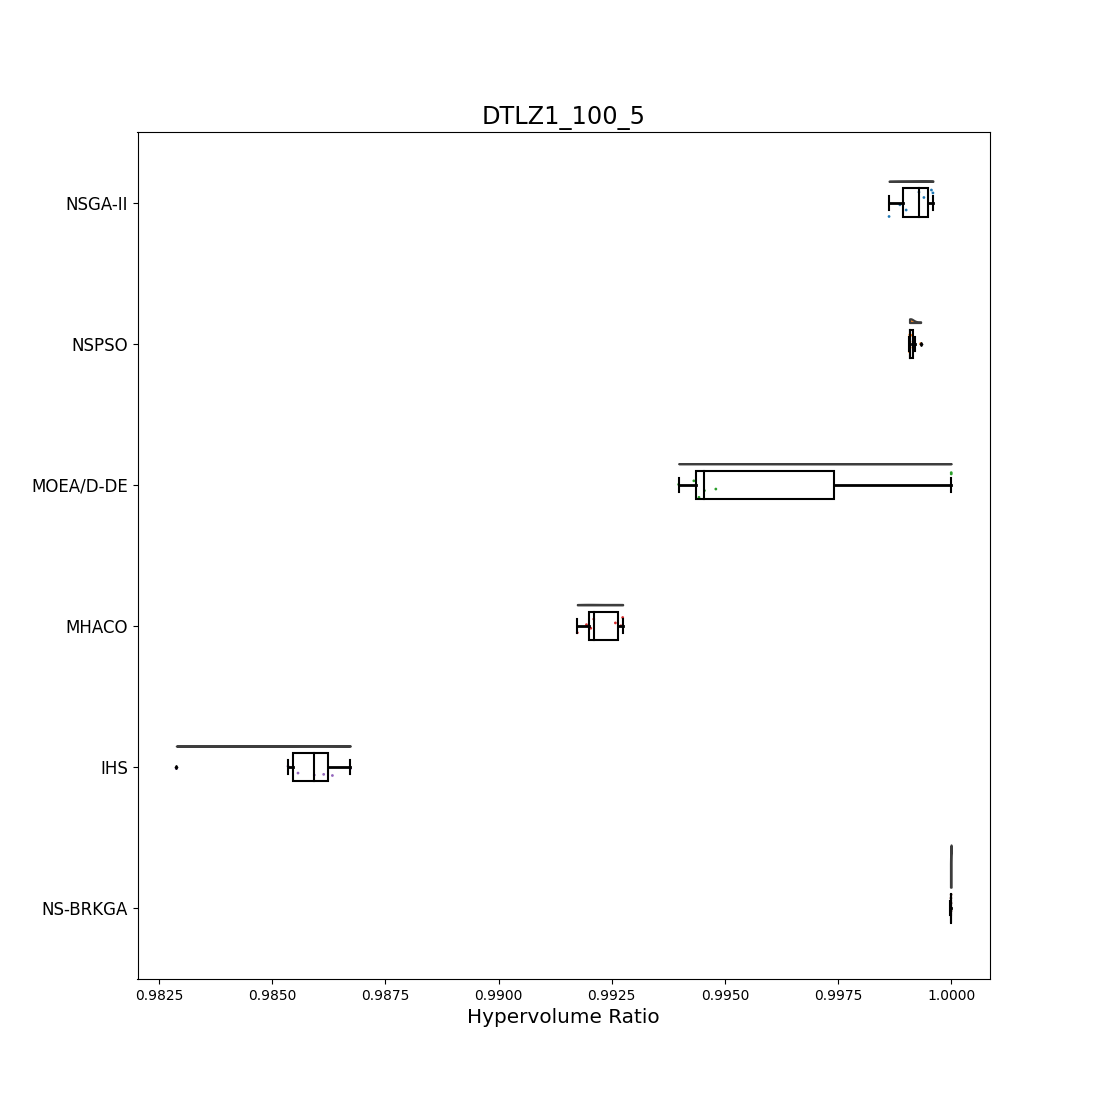 DTLZ1_100_5
NSGA-II
NSPSO
MOEA/D-DE
MHACO
IHS
NS-BRKGA
0.9825 0.9850 0.9875 0.9900 0.9925 0.9950 0.9975 1.0000
Hypervolume Ratio